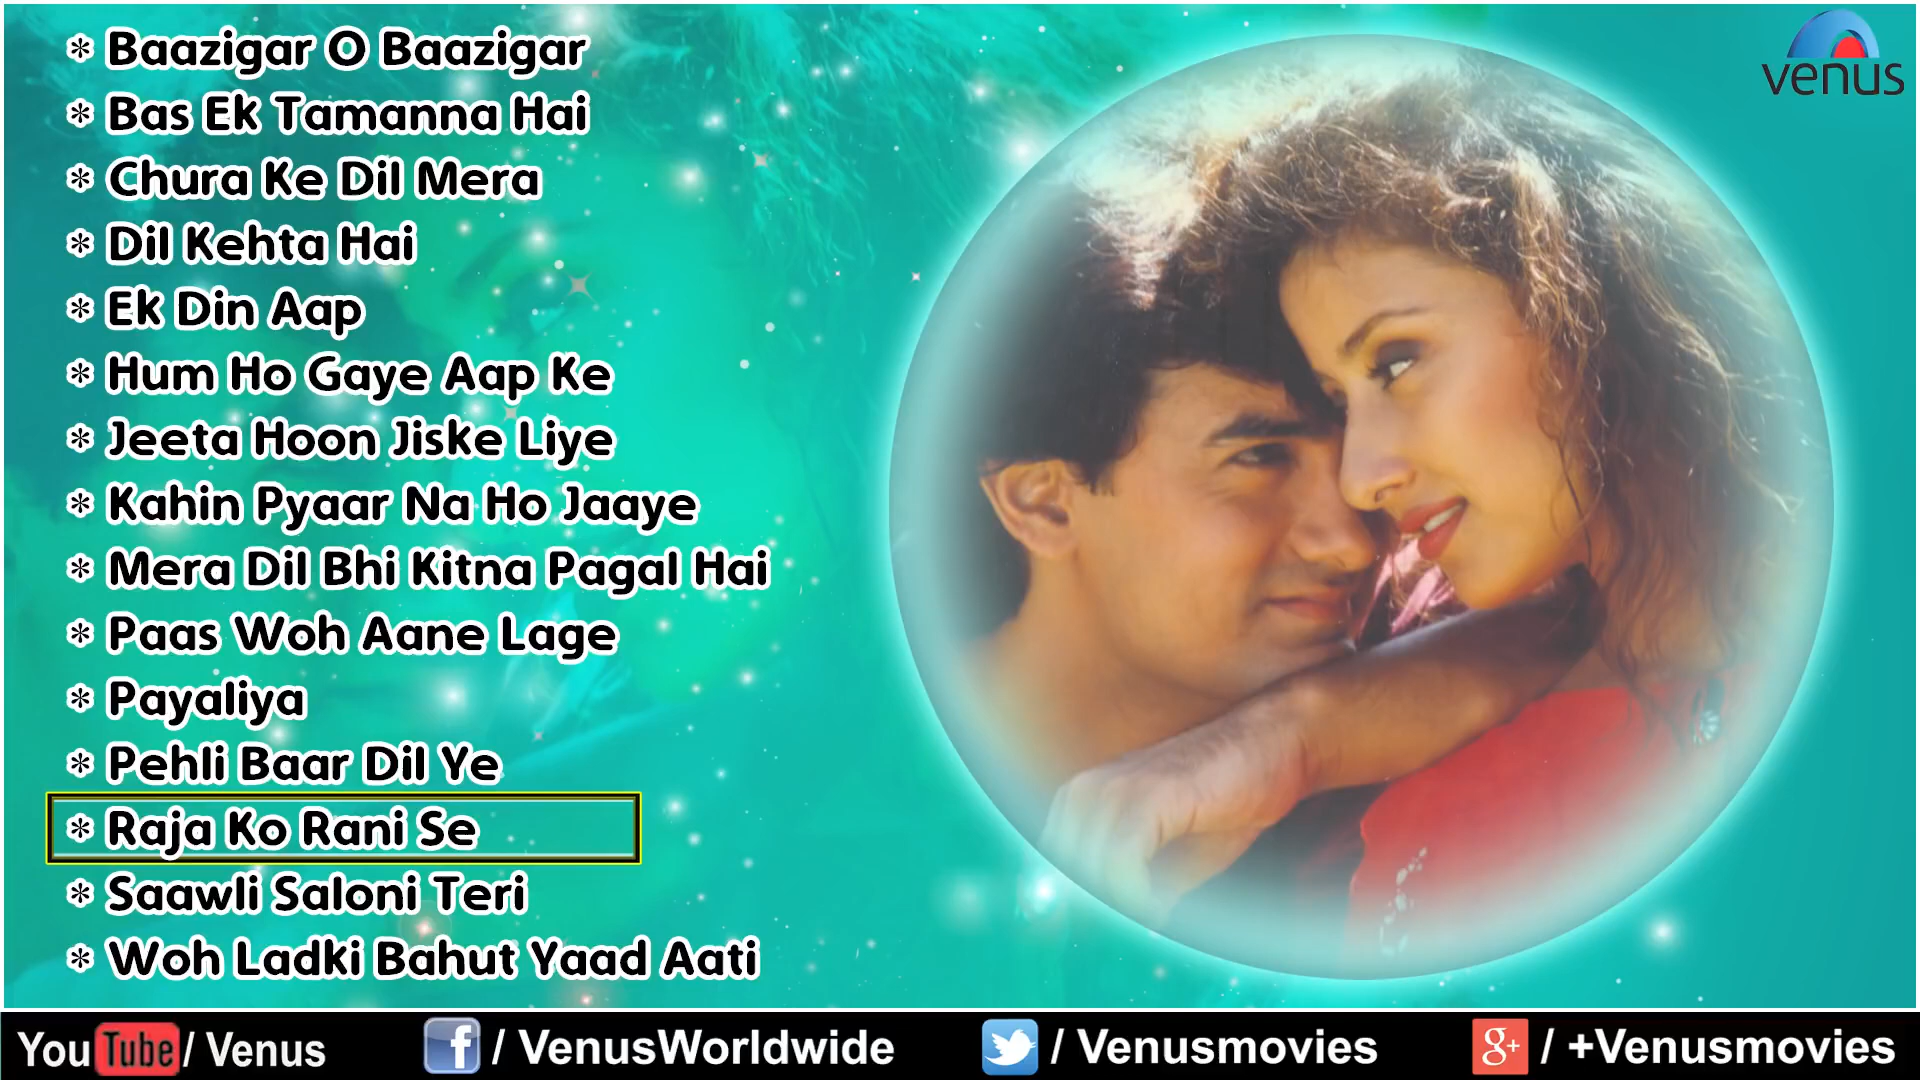 * Baazigar O Baazigar
* Bas Ek Tamanna Hai
* Chura Ke Dil Mera
* Dil Kehta Hai
* Ek Din Aap
* Hum Ho Gaye Aap Ke
* Jeeta Hoon Jiske Liye
* Kahin Pyaar Na Ho Jaaye
* Mera Dil Bhi Kitna Pagal Hai
* Paas Woh Aane Lage
* Payaliya
* Pehli Baar Dil Ye
* Raja Ko Rani Se
* Saawli Saloni Teri
* Woh Ladki Bahut Yaad Aati
venus
YouTube / Venus
f / VenusWorldwide
/ Venusmovies
g+ / +Venusmovies